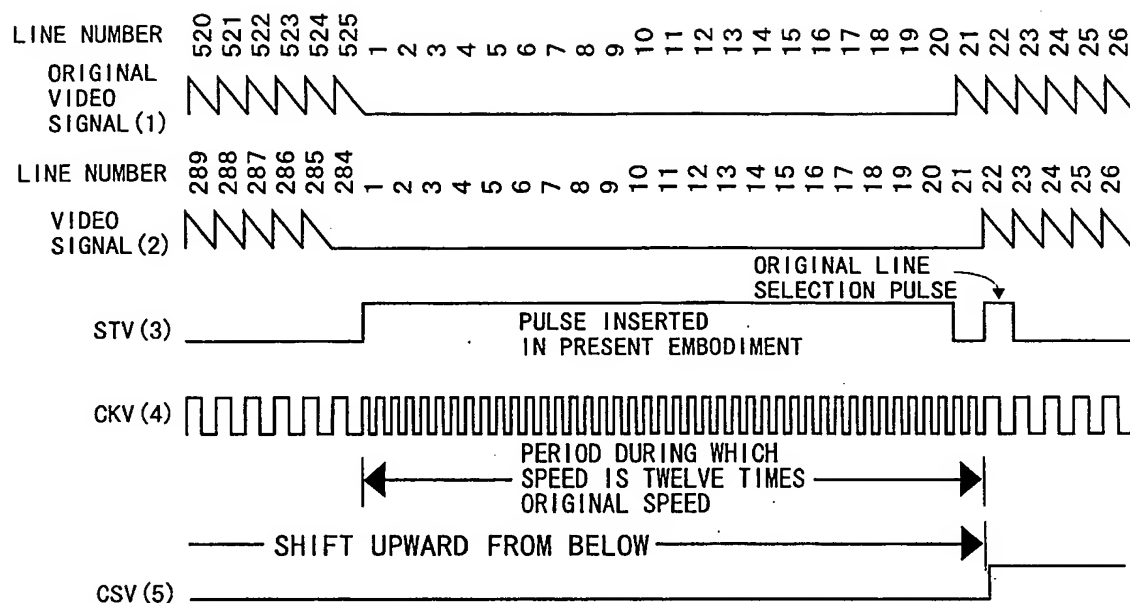 LINE NUMBER 520 521 522 523 524 525 1 2 3 4 5 6 7 8 9 10 11 12 13 14 15 16 17 18 19 20 21 22 23 24 25 26
ORIGINAL
VIDEO
SIGNAL(1)
LINE NUMBER 289 288 287 286 285 284 1 2 3 4 5 6 7 8 9 10 11 12 13 14 15 16 17 18 19 20 21 22 23 24 25 26
VIDEO
SIGNAL(2)
ORIGINAL LINE
SELECTION PULSE
STV(3)
PULSE INSERTED
IN PRESENT EMBODIMENT
CKV(4)
PERIOD DURING WHICH
SPEED IS TWELVE TIMES
ORIGINAL SPEED
SHIFT UPWARD FROM BELOW
CSV(5)